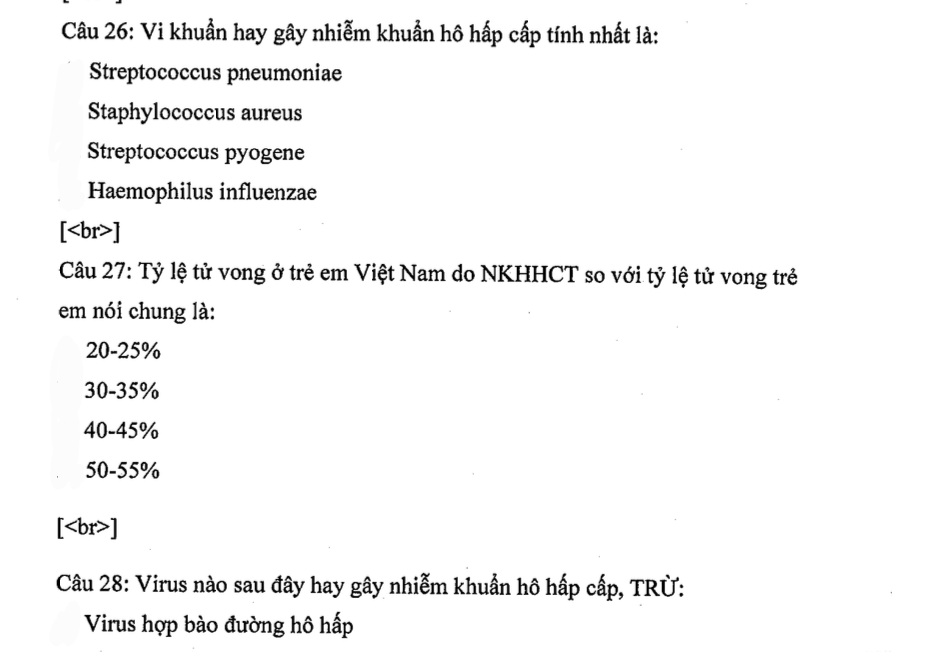 Câu 26: Vi khuẩn hay gây nhiễm khuẩn hô hấp cấp tính nhất là:
Streptococcus pneumoniae
Staphylococcus aureus
Streptococcus pyogene
Haemophilus influenzae
[<br>]
Câu 27: Tỷ lệ tử vong ở trẻ em Việt Nam do NKHHCT so với tỷ lệ tử vong trẻ
em nói chung là:
20-25%
30-35%
40-45%
50-55%
[<br>]
Câu 28: Virus nào sau đây hay gây nhiễm khuẩn hô hấp cấp, TRỪ:
Virus hợp bào đường hô hấp